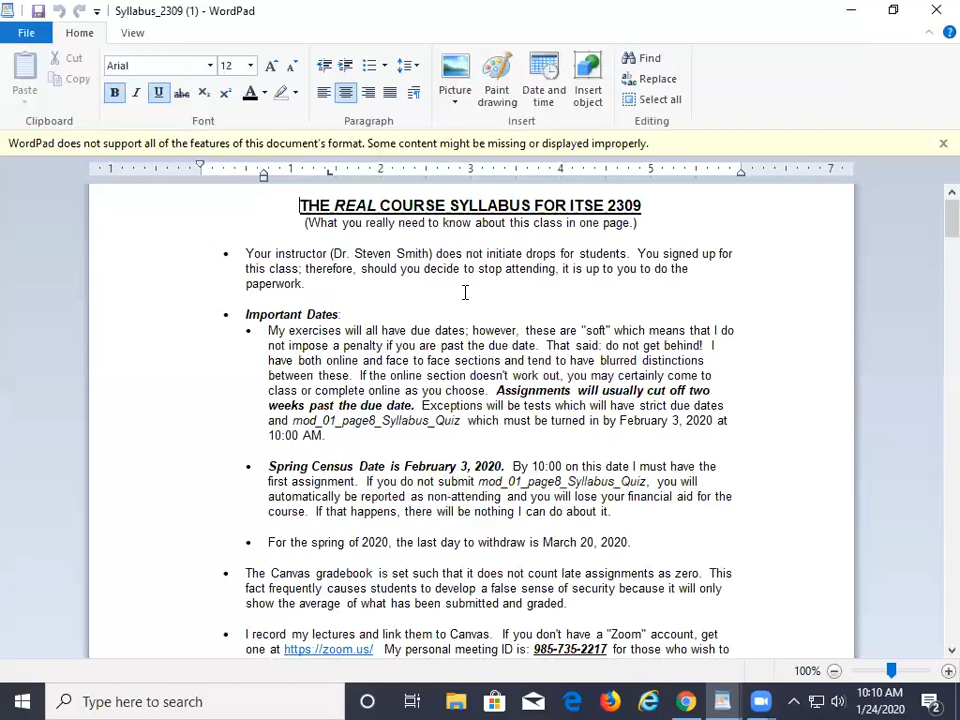 Syllabus_2309 (1) - WordPad
File Home View
Cut
Copy
Paste
Arial 12
Clipboard
Font
Paragraph
Picture
Paint drawing
Date and time
Insert object
Insert
Find
Replace
Select all
Editing
WordPad does not support all of the features of this document's format. Some content might be missing or displayed improperly.
1 1 2 3 4 5 7
THE REAL COURSE SYLLABUS FOR ITSE 2309
(What you really need to know about this class in one page.)
• Your instructor (Dr. Steven Smith) does not initiate drops for students. You signed up for
this class; therefore, should you decide to stop attending, it is up to you to do the
paperwork.
• Important Dates:
• My exercises will all have due dates; however, these are "soft" which means that I do
not impose a penalty if you are past the due date. That said: do not get behind! I
have both online and face to face sections and tend to have blurred distinctions
between these. If the online section doesn't work out, you may certainly come to
class or complete online as you choose. Assignments will usually cut off two
weeks past the due date. Exceptions will be tests which will have strict due dates
and mod_01_page8_Syllabus_Quiz which must be turned in by February 3, 2020 at
10:00 AM.
• Spring Census Date is February 3, 2020. By 10:00 on this date I must have the
first assignment. If you do not submit mod_01_page8_Syllabus_Quiz, you will
automatically be reported as non-attending and you will lose your financial aid for the
course. If that happens, there will be nothing I can do about it.
• For the spring of 2020, the last day to withdraw is March 20, 2020.
• The Canvas gradebook is set such that it does not count late assignments as zero. This
fact frequently causes students to develop a false sense of security because it will only
show the average of what has been submitted and graded.
• I record my lectures and link them to Canvas. If you don't have a "Zoom" account, get
one at https://zoom.us/ My personal meeting ID is: 985-735-2217 for those who wish to
100%
Type here to search
10:10 AM
1/24/2020
2